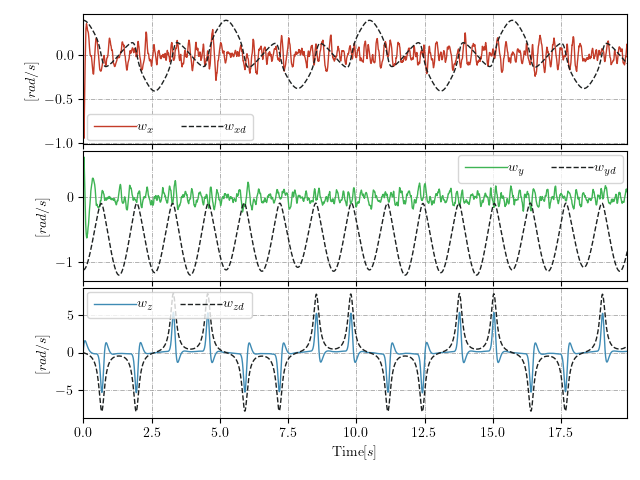 0.0
−0.5
−1.0
[rad/s]
w_x w_xd
0
−1
[rad/s]
w_y w_yd
5
0
−5
[rad/s]
w_z w_zd
0.0 2.5 5.0 7.5 10.0 12.5 15.0 17.5
Time[s]